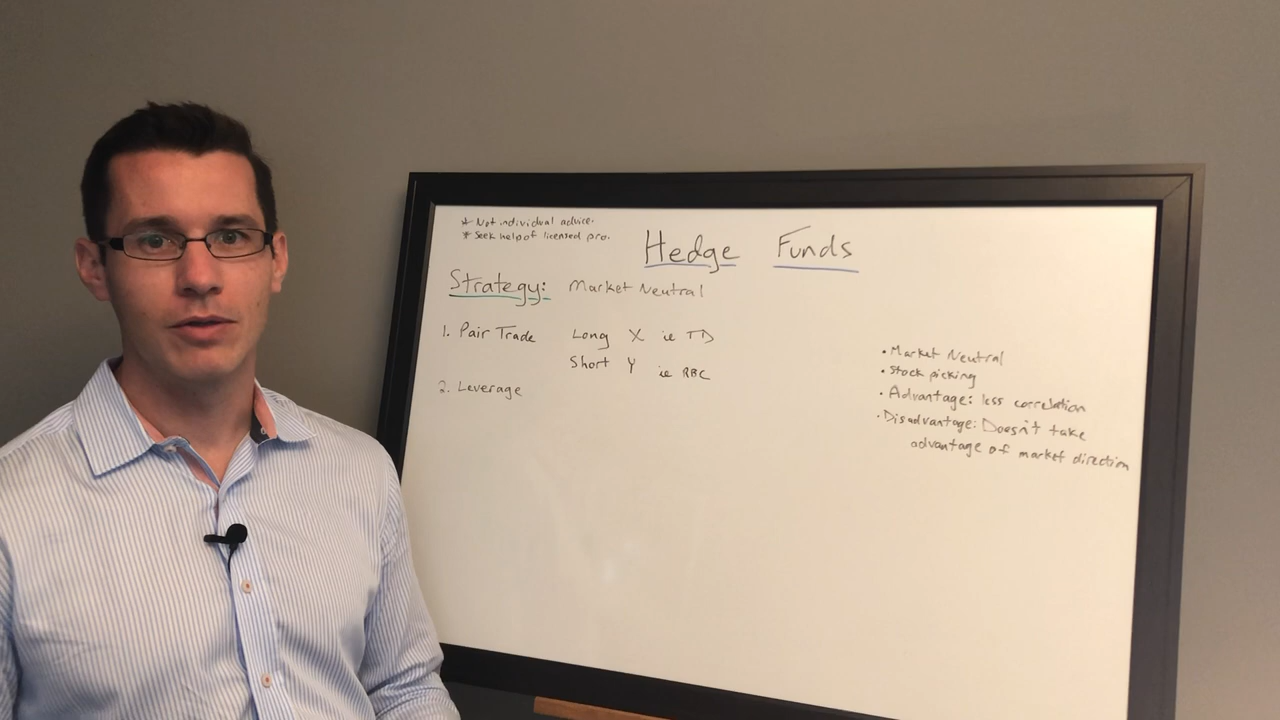 * Not individual advice.
* Seek help of licensed pro.
Hedge Funds
Strategy: Market Neutral
1. Pair Trade Long X ie TD
Short Y ie RBC
2. Leverage
• Market Neutral
• Stock picking
• Advantage: less correlation
• Disadvantage: Doesn't take
advantage of market direction